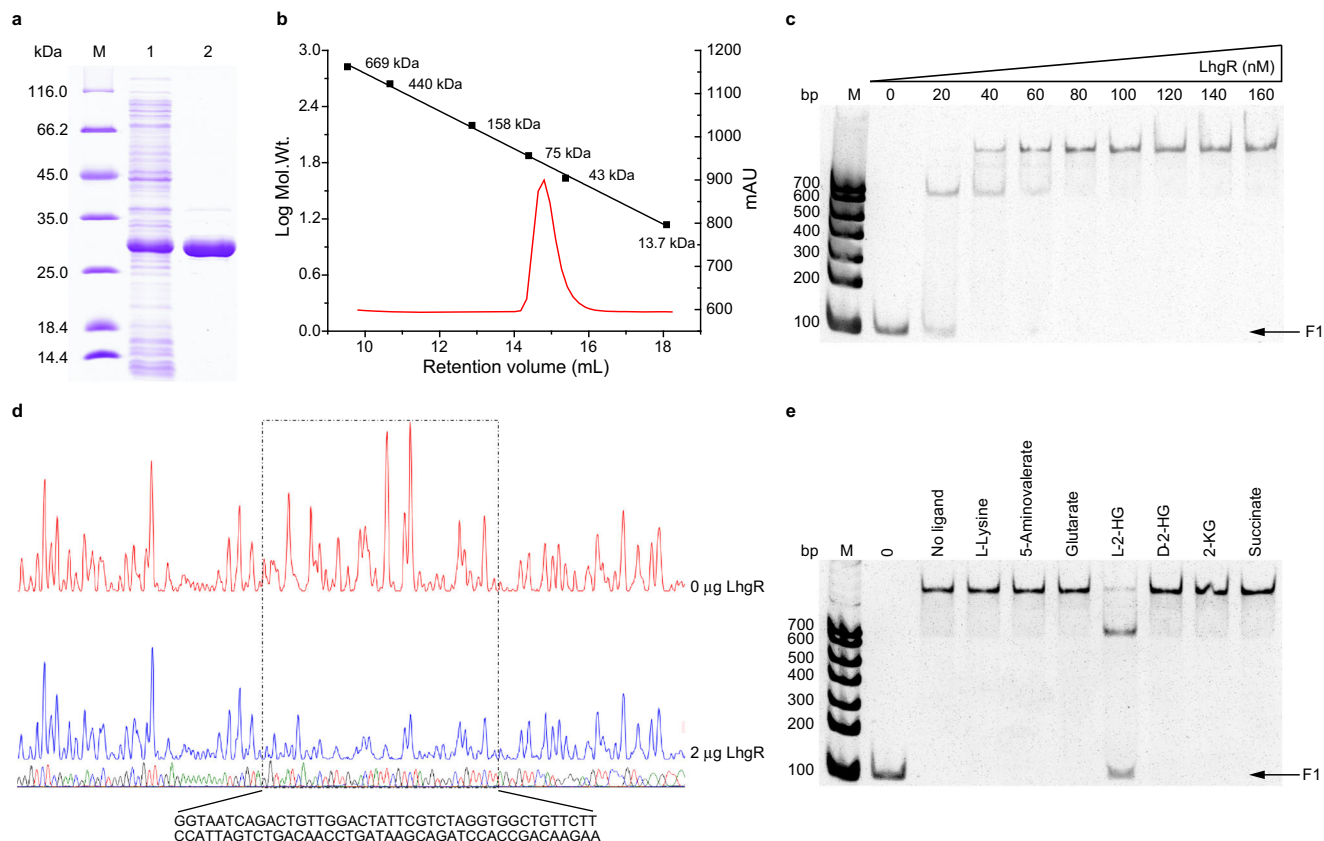 a
kDa M 1 2
116.0
66.2
45.0
35.0
25.0
18.4
14.4
b
3.0
2.4
1.8
1.2
0.6
0.0
Log Mol.Wt.
669 kDa
440 kDa
158 kDa
75 kDa
43 kDa
13.7 kDa
1200
1100
1000
900
800
700
600
mAU
10 12 14 16 18
Retention volume (mL)
c
LhgR (nM)
bp M 0 20 40 60 80 100 120 140 160
700
600
500
400
300
200
100
F1
d
0 µg LhgR
2 µg LhgR
GGTAATCAGACTGTTGGACTATTCGTCTAGGTGGCTGTTCTT
CCATTAGTCTGACAACCTGATAAGCAGATCCACCGACAAGAA
e
bp M 0 No ligand L-Lysine 5-Aminovalerate Glutarate L-2-HG D-2-HG 2-KG Succinate
700
600
500
400
300
200
100
F1